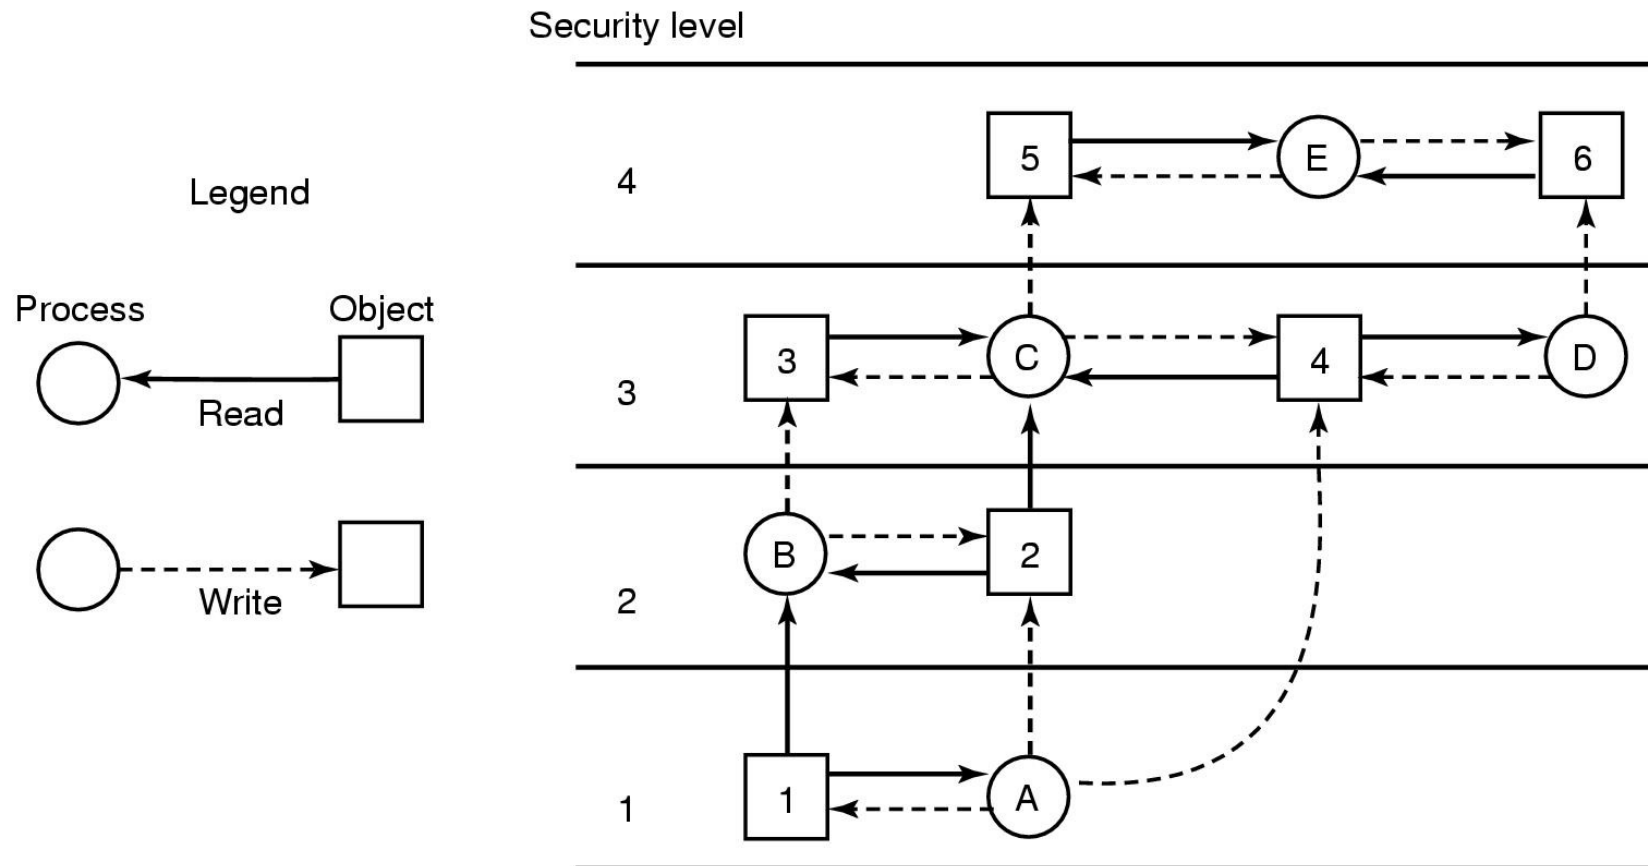 Security level
Legend
Process
Object
Read
Write
4
5
E
6
3
3
C
4
D
2
B
2
1
1
A